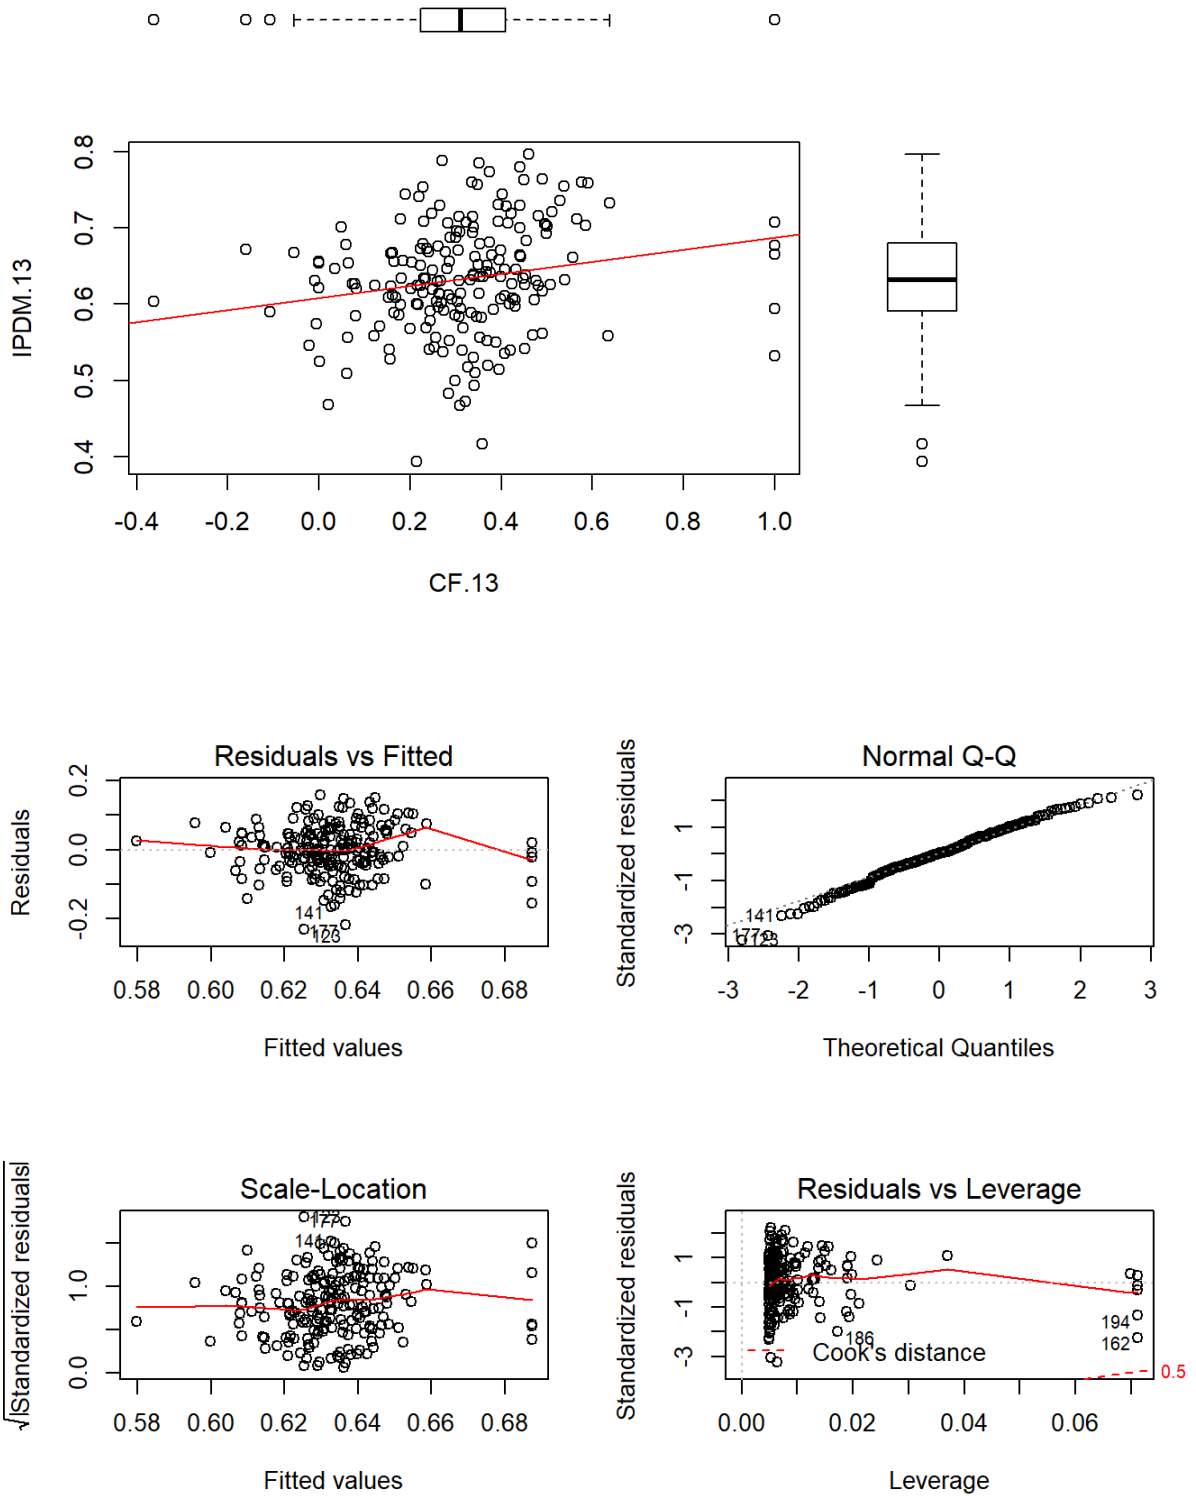 0.8
0.7
0.6
0.5
0.4
IPDM.13
-0.4 -0.2 0.0 0.2 0.4 0.6 0.8 1.0
CF.13
Residuals vs Fitted
0.2
0.0
-0.2
Residuals
141
177
123
0.58 0.60 0.62 0.64 0.66 0.68
Fitted values
Normal Q-Q
Standardized residuals
1
-1
-3
141
177
123
-3 -2 -1 0 1 2 3
Theoretical Quantiles
Scale-Location
√|Standardized residuals|
1.0
0.0
123
177
141
0.58 0.60 0.62 0.64 0.66 0.68
Fitted values
Residuals vs Leverage
Standardized residuals
1
-1
-3
194
162
186
Cook's distance
0.5
0.00 0.02 0.04 0.06
Leverage